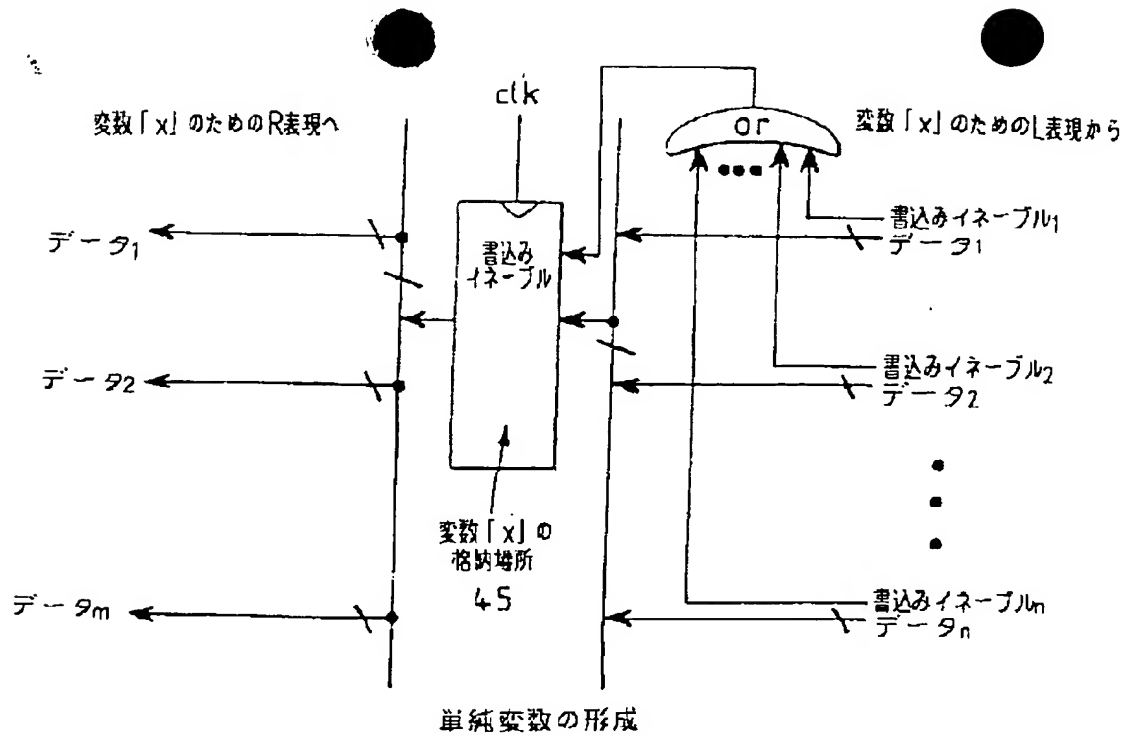 clk
変数「x」のためのR表現へ
or
変数「x」のためのL表現から
書込みイネーブル1
データ1
データ1
書込み
イネーブル
書込みイネーブル2
データ2
データ2
変数「x」の
格納場所
45
書込みイネーブルn
データn
データm
単純変数の形成